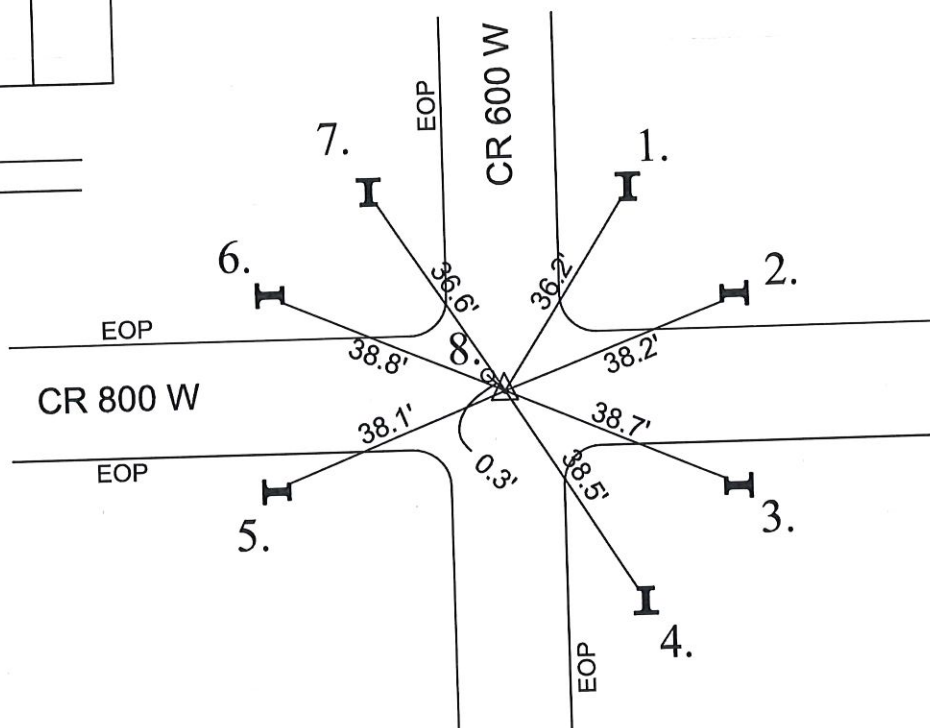 CR 600 W
EOP
7.
1.
36.6'
36.2'
6.
2.
EOP
38.8'
8.
38.2'
CR 800 W
38.1'
38.7'
EOP
0.3'
38.5'
5.
3.
4.
EOP